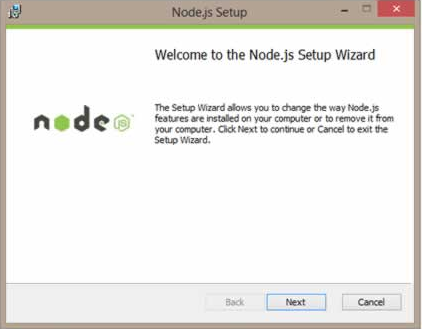 Node.js Setup
Welcome to the Node.js Setup Wizard
node
JS
The Setup Wizard allows you to change the way Node.js
features are installed on your computer or to remove it from
your computer. Click Next to continue or Cancel to exit the
Setup Wizard.
Back
Next
Cancel